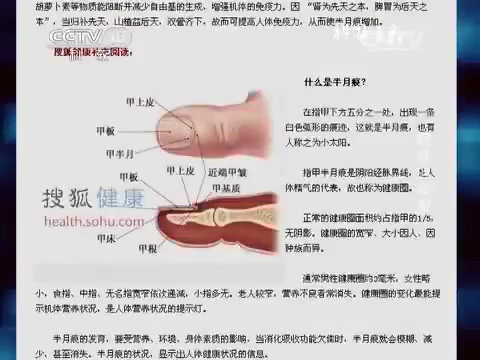 胡萝卜素等物质能阻断并减少自由基的生成，增强机体的免疫力。因 “肾为先天之本，脾胃为后天之
本”，当归补先天，山楂益后天，双管齐下，故而可提高人体免疫力，从而使半月痕增加。
CCTV 10
搜狐健康补充阅读：
什么是半月痕？
在指甲下方五分之一处，出现一条
白色弧形的痕迹，这就是半月痕，也有
人称之为小太阳。
指甲半月痕是阴阳经脉界线，是人
体精气的代表，故也称为健康圈。
正常的健康圈面积约占指甲的1/5，
无阴影。健康圈的宽窄、大小因人、因
种族而异。
甲上皮
甲板
甲半月
近端甲皱
甲上皮
甲板
甲基质
甲床
甲根
搜狐 健康
health.sohu.com
通常男性健康圈约3毫米，女性略
小，食指、中指、无名指宽窄依次递减，小指多无。老人较窄，营养不良者常消失。健康圈的变化最能提
示机体营养状况，是人体营养状况的提示灯。
半月痕的发育，要受营养、环境、身体素质的影响，当消化吸收功能欠佳时，半月痕就会模糊、减
少、甚至消失。半月痕的状况，显示出人体健康状况的信息。